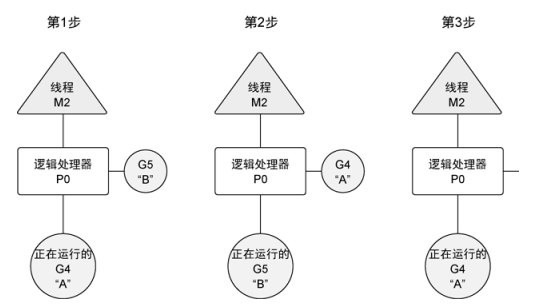 第1步
第2步
第3步
线程
M2
线程
M2
线程
M2
逻辑处理器
P0
G5
“B”
逻辑处理器
P0
G4
“A”
逻辑处理器
P0
正在运行的
G4
“A”
正在运行的
G5
“B”
正在运行的
G4
“A”